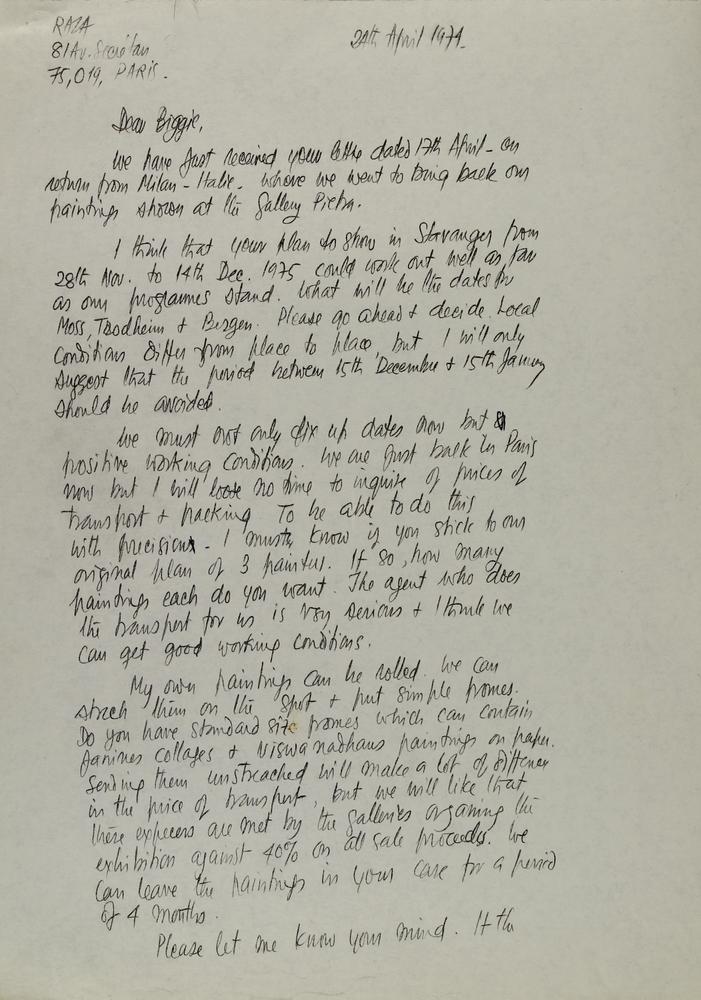 RAZA
81 Av. Secrétan
75,019, PARIS.
24th April 1974.
Dear Biggie,
We have just received your lettre dated 17th April - on
return from Milan - Italie. where we went to bring back our
paintings shown at the Gallery Pietra.
I think that your plan to show in Stavanger from
28th Nov. to 14th Dec. 1975 could work out well as far
as our programmes stand. What will be the dates for
Moss, Trodheim & Bergen. Please go ahead & decide. Local
Conditions differ from place to place, but I will only
suggest that the period between 15th December & 15th January
should be avoided.
We must not only fix up dates now but
positive working conditions. We are just back in Paris
now but I will loose no time to inquire of prices of
transport & packing. To be able to do this
with precision - I must know if you stick to our
original plan of 3 painters. If so, how many
paintings each do you want. The agent who does
the transport for us is very serious & I think we
can get good working conditions.
My own paintings can be rolled. We can
strech them on the spot & put simple frames.
Do you have standard size frames which can contain
Janines collages & Viswanadhans paintings on paper.
Sending them unstreached will make a lot of difference
in the price of transport, but we will like that
these expeces are met by the galleries organing the
exhibition against 40% on all sale proceeds. We
can leave the paintings in your care for a period
of 4 months.
Please let me know your mind. If the